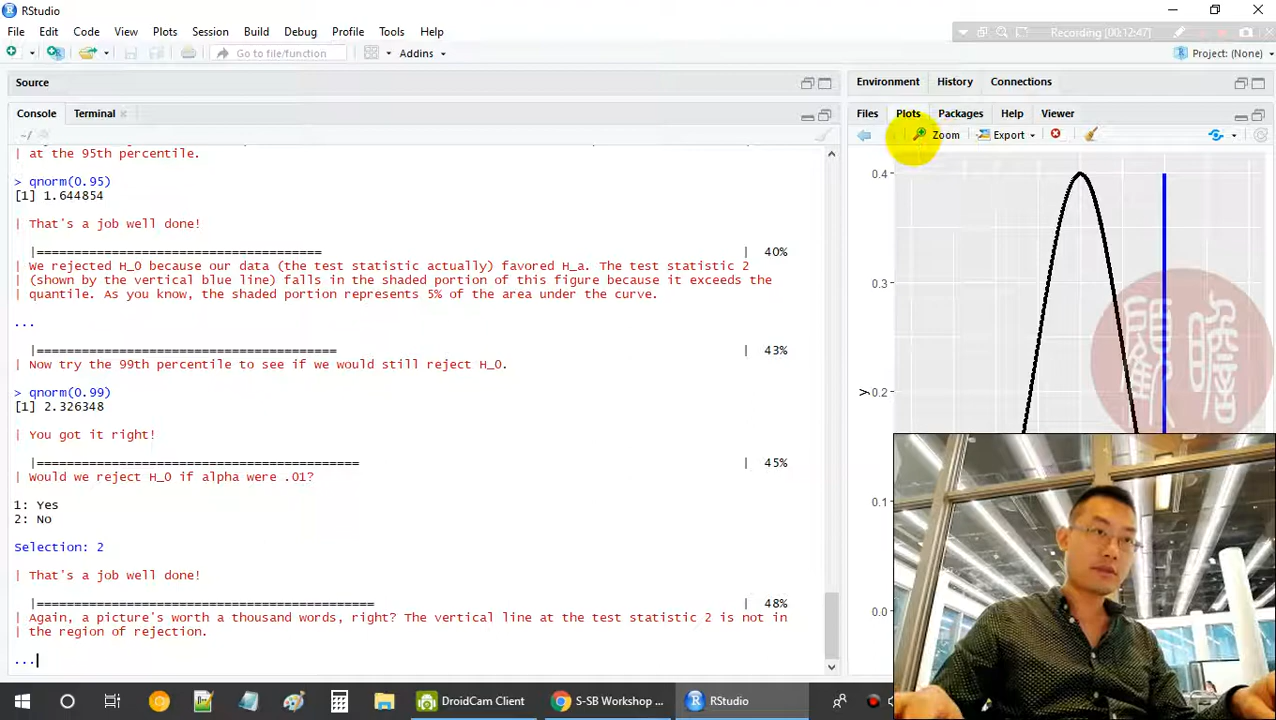 RStudio
File Edit Code View Plots Session Build Debug Profile Tools Help
Recording [00:12:47]
Go to file/function Addins Project: (None)
Source
Environment History Connections
Console Terminal
Files Plots Packages Help Viewer
~/
Zoom Export
| at the 95th percentile.
> qnorm(0.95)
[1] 1.644854
| That's a job well done!
|===================================== | 40%
| We rejected H_0 because our data (the test statistic actually) favored H_a. The test statistic 2
| (shown by the vertical blue line) falls in the shaded portion of this figure because it exceeds the
| quantile. As you know, the shaded portion represents 5% of the area under the curve.
...
|======================================= | 43%
| Now try the 99th percentile to see if we would still reject H_0.
> qnorm(0.99)
[1] 2.326348
| You got it right!
|========================================== | 45%
| Would we reject H_0 if alpha were .01?
1: Yes
2: No
Selection: 2
| That's a job well done!
|============================================ | 48%
| Again, a picture's worth a thousand words, right? The vertical line at the test statistic 2 is not in
| the region of rejection.
...
0.4
0.3
y
0.2
0.1
0.0
顧瞻
人
DroidCam Client
S-SB Workshop ...
RStudio